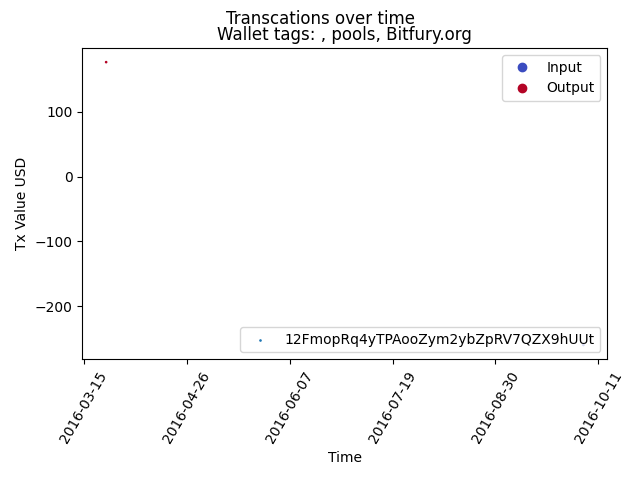 Transcations over time
Wallet tags: , pools, Bitfury.org
Input
Output
100
0
−100
−200
Tx Value USD
12FmopRq4yTPAooZym2ybZpRV7QZX9hUUt
2016-03-15
2016-04-26
2016-06-07
2016-07-19
2016-08-30
2016-10-11
Time